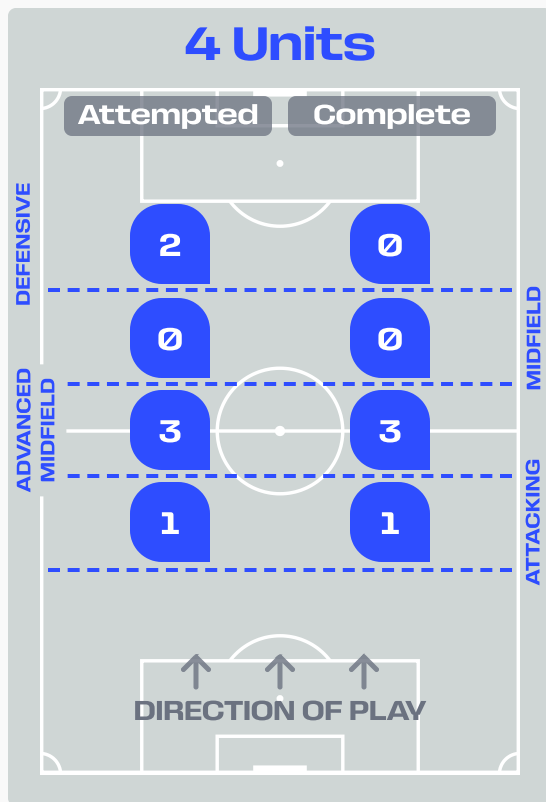 4 Units
Attempted Complete
DEFENSIVE
2 0
MIDFIELD
0 0
ADVANCED
MIDFIELD
3 3
ATTACKING
1 1
DIRECTION OF PLAY